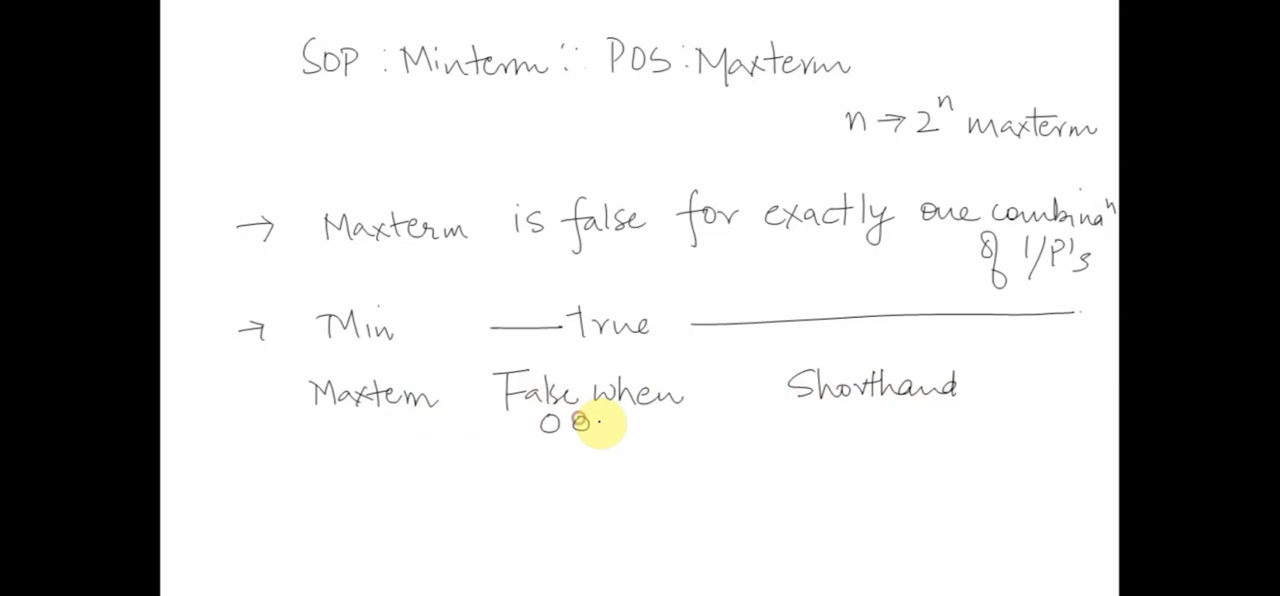 SOP : Minterm :: POS : Maxterm
n → 2ⁿ maxterm
→ Maxterm is false for exactly one combinaⁿ
of I/P's
→ Min —— true ——
Maxtem False when Shorthand
0 0